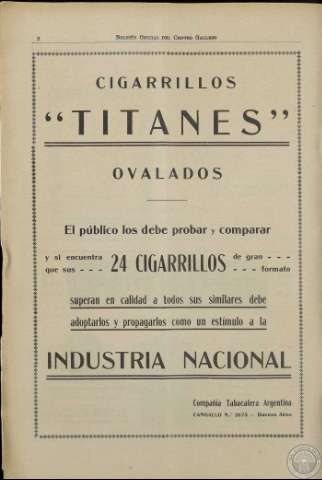 2
BOLETÍN OFICIAL DEL CENTRO GALLEGO
CIGARRILLOS
"TITANES"
OVALADOS
El público los debe probar y comparar
y si encuentra que sus - - - 24 CIGARRILLOS de gran - - - - - - formato
superan en calidad a todos sus similares debe
adoptarlos y propagarlos como un estímulo a la
INDUSTRIA NACIONAL
Compañía Tabacalera Argentina
CANGALLO N.º 2675 — Buenos Aires